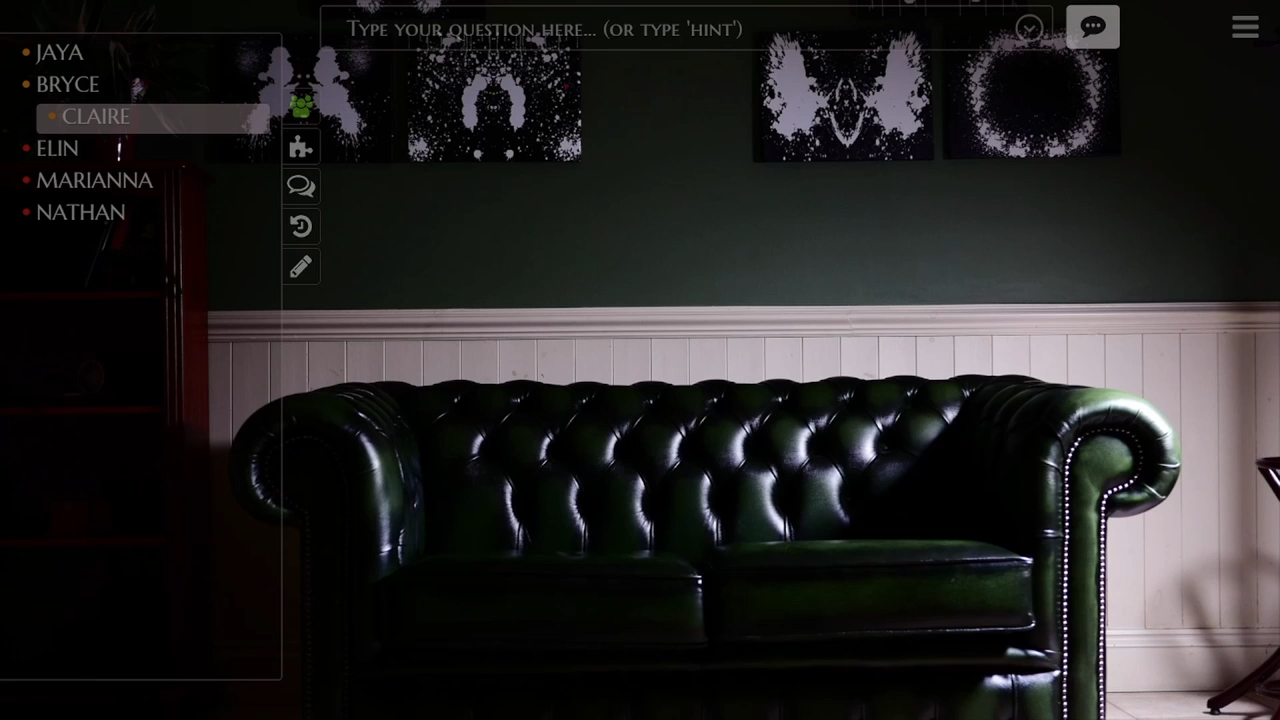 Type your question here... (or type 'hint')
JAYA
BRYCE
CLAIRE
ELIN
MARIANNA
NATHAN